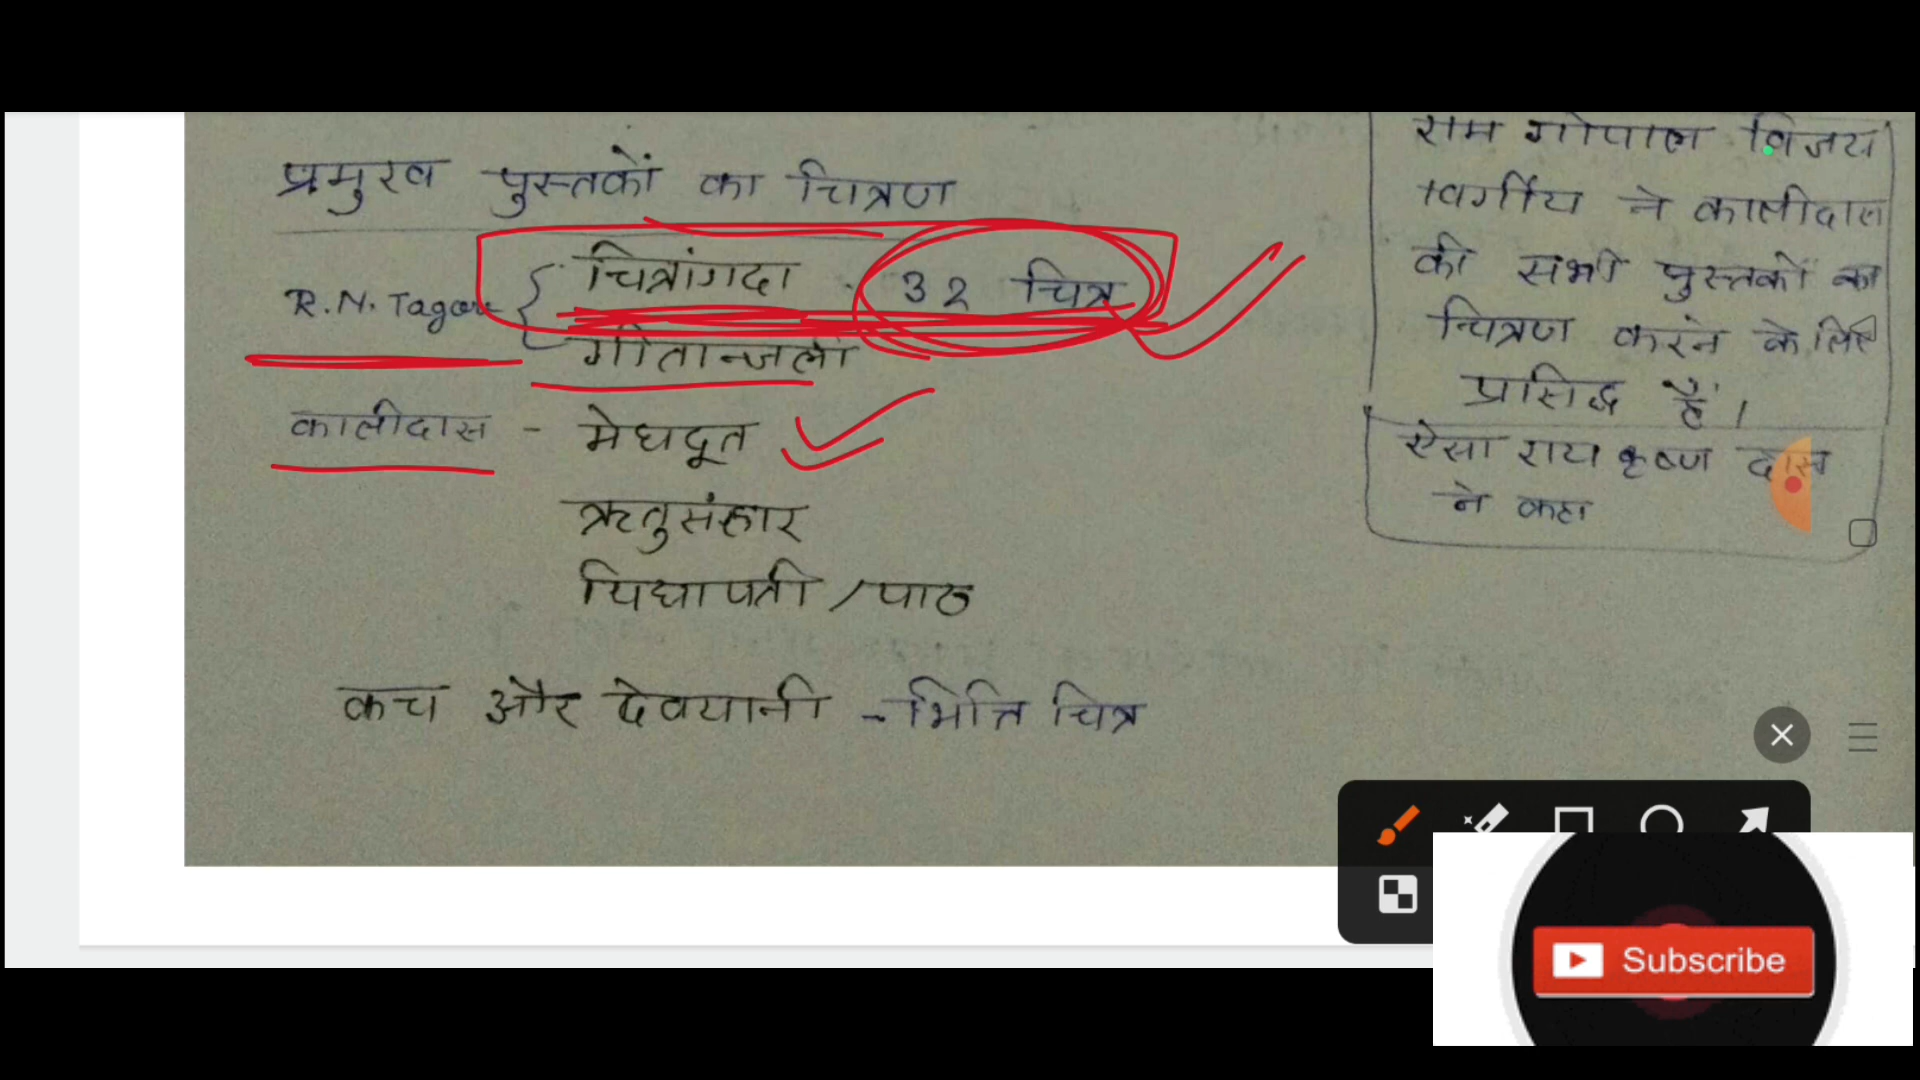 प्रमुख पुस्तकों का चित्रण
R.N. Tagore { चित्रांगदा - 32 चित्र
गीतान्जली
कालीदास - मेघदूत
ऋतुसंहार
विद्यापती / पाठ
कच और देवयानी - भित्ति चित्र
राम गोपाल विजय
वर्गीय ने कालीदास
की सभी पुस्तकों का
चित्रण करने के लिए
प्रसिद्ध हैं।
ऐसा राय कृष्ण दास
ने कहा
Subscribe